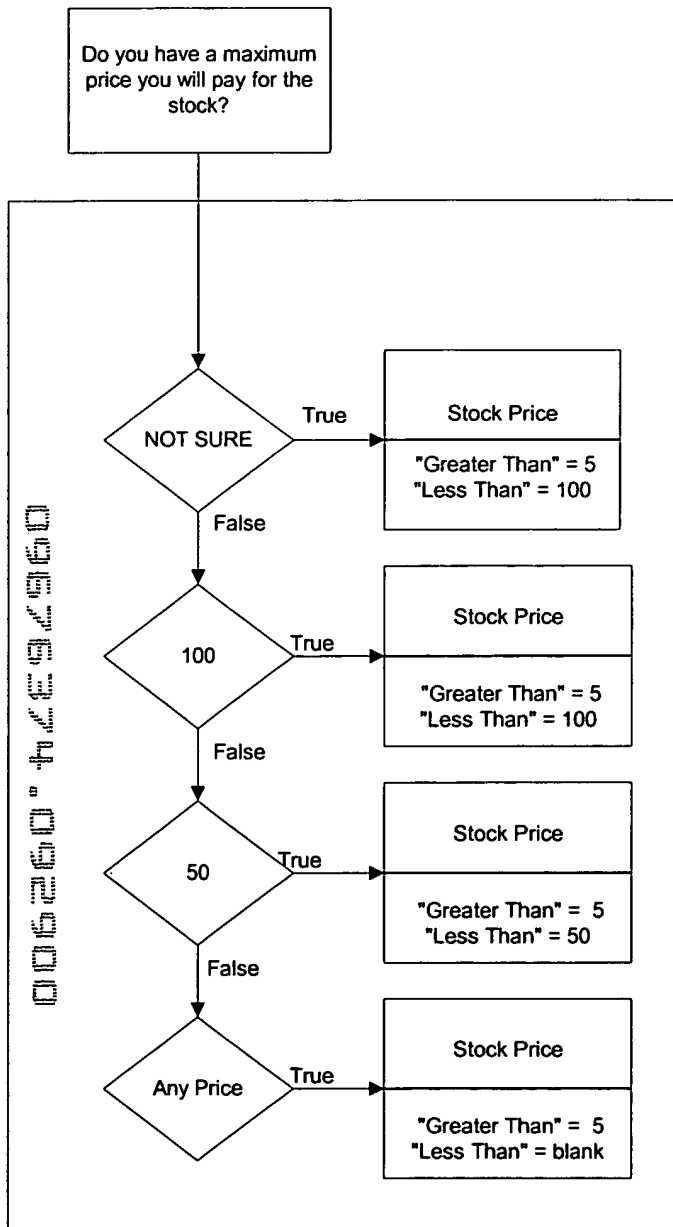 Do you have a maximum
price you will pay for the
stock?
NOT SURE
True
Stock Price
"Greater Than" = 5
"Less Than" = 100
False
100
True
Stock Price
"Greater Than" = 5
"Less Than" = 100
False
50
True
Stock Price
"Greater Than" = 5
"Less Than" = 50
False
Any Price
True
Stock Price
"Greater Than" = 5
"Less Than" = blank
09676374.092900